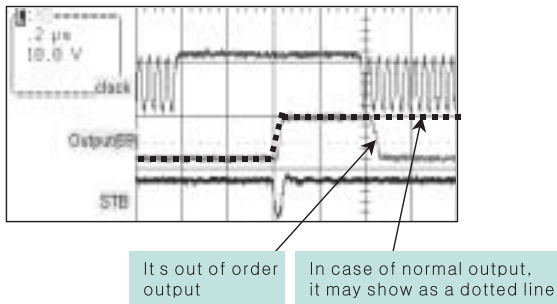 .2 µs
10.0 V
clock
STB
It s out of order
output
In case of normal output,
it may show as a dotted line